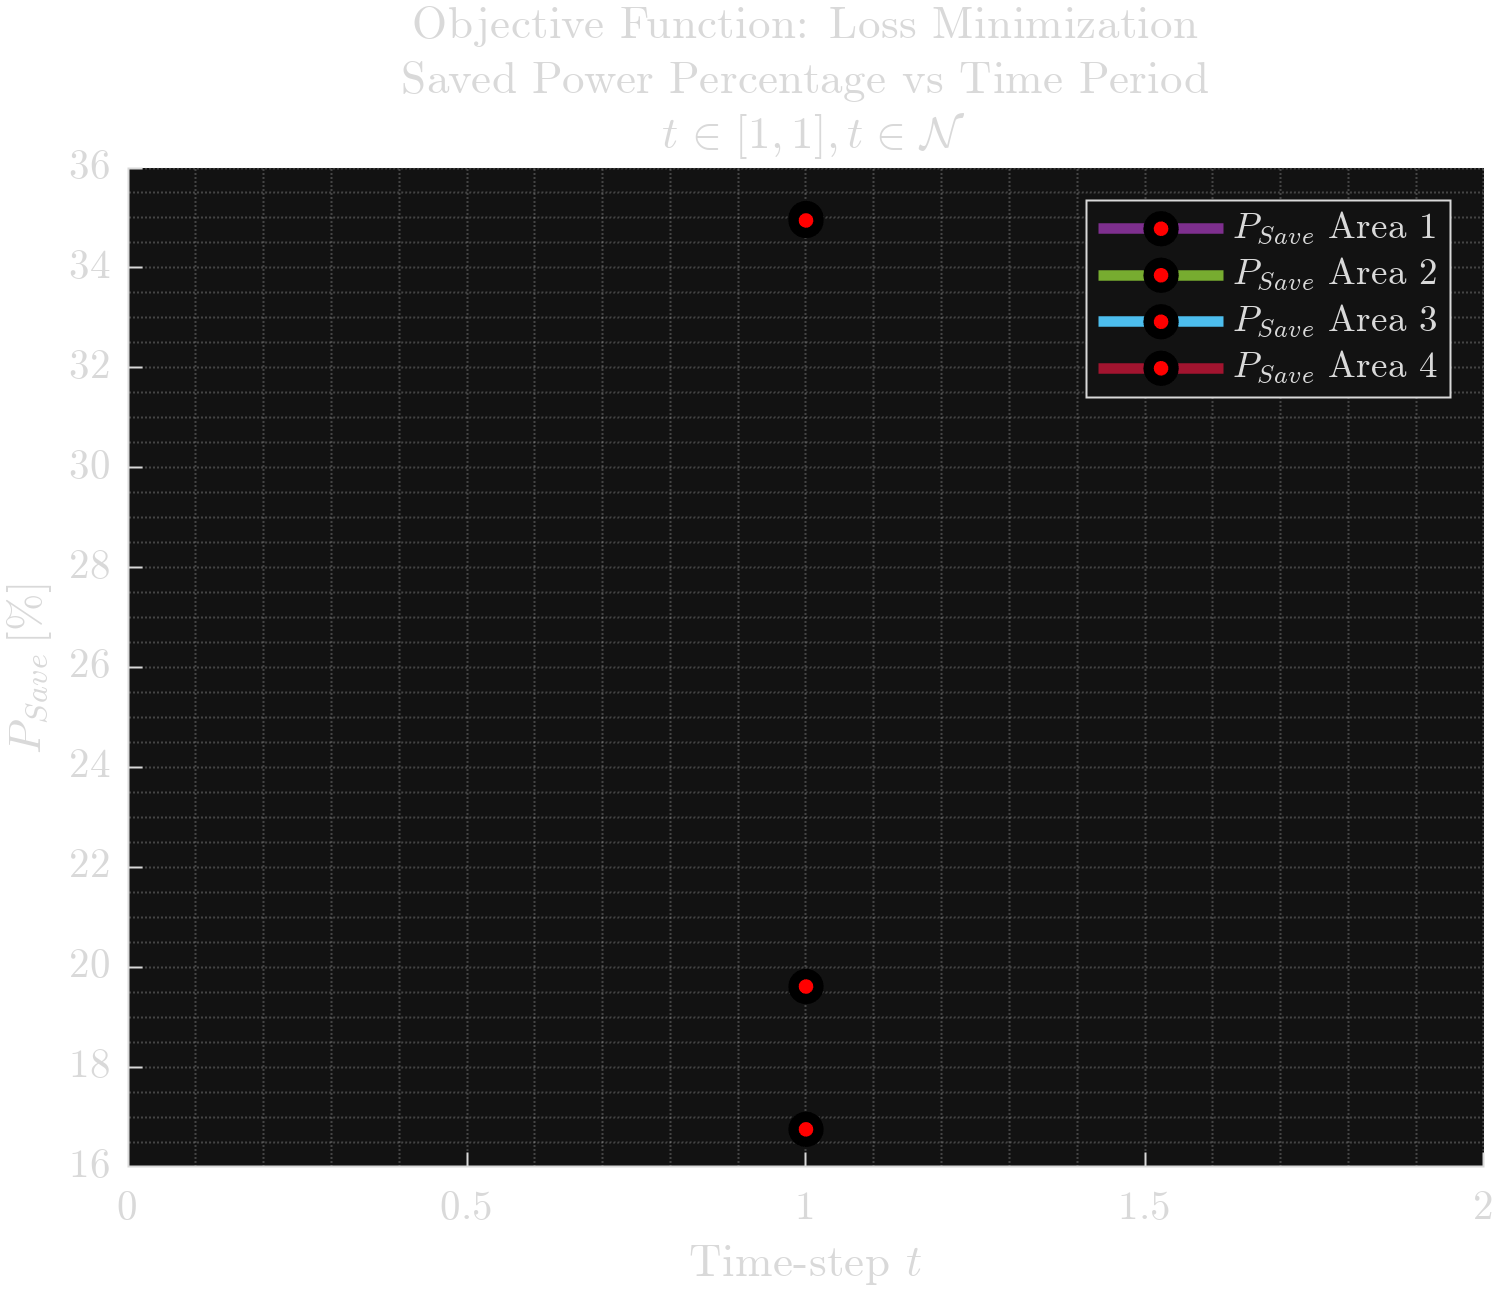 Objective Function: Loss Minimization
Saved Power Percentage vs Time Period
t ∈ [1, 1], t ∈ 𝒩
36
34
32
30
28
26
24
22
20
18
16
P_Save [%]
P_Save Area 1
P_Save Area 2
P_Save Area 3
P_Save Area 4
0 0.5 1 1.5 2
Time-step t